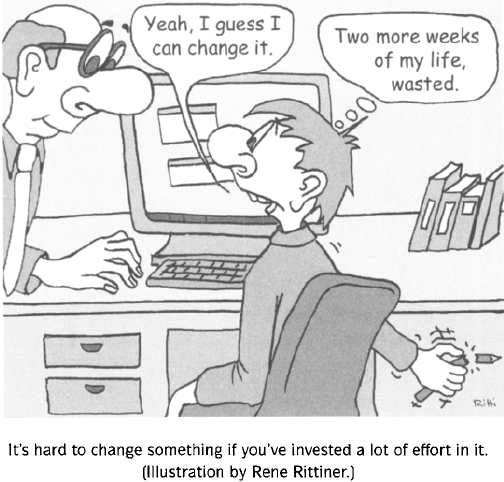 Yeah, I guess I
can change it.
Two more weeks
of my life,
wasted.
Ritti
It's hard to change something if you've invested a lot of effort in it.
(Illustration by Rene Rittiner.)